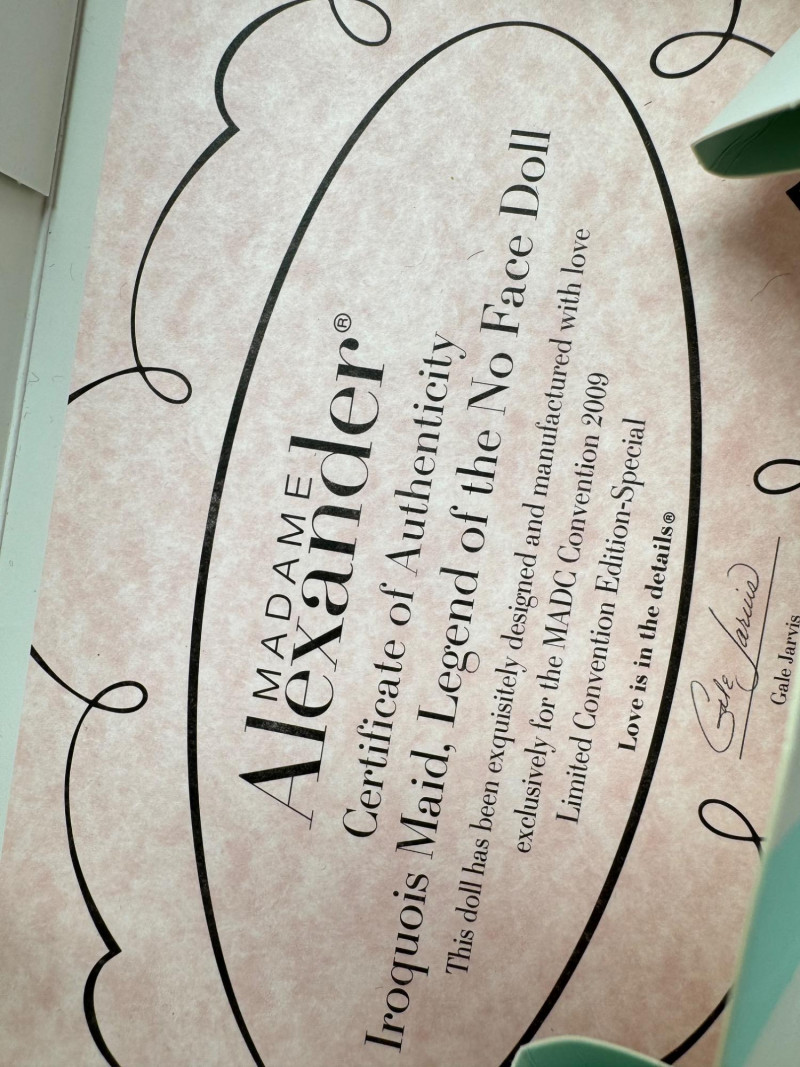 MADAME
Alexander®
Certificate of Authenticity
Iroquois Maid, Legend of the No Face Doll
This doll has been exquisitely designed and manufactured with love
exclusively for the MADC Convention 2009
Limited Convention Edition-Special
Love is in the details®
Gale Jarvis
Gale Jarvis